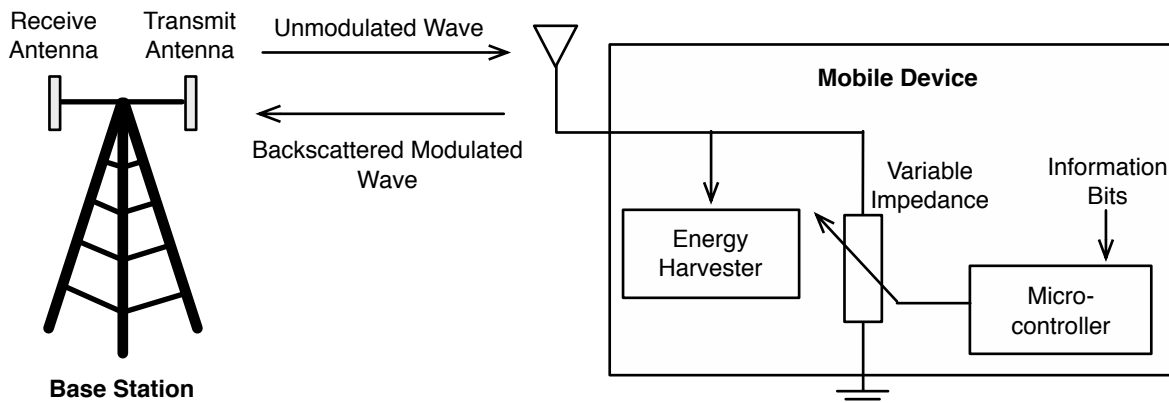 Receive
Antenna
Transmit
Antenna
Unmodulated Wave
Backscattered Modulated
Wave
Base Station
Mobile Device
Energy
Harvester
Variable
Impedance
Information
Bits
Micro-
controller